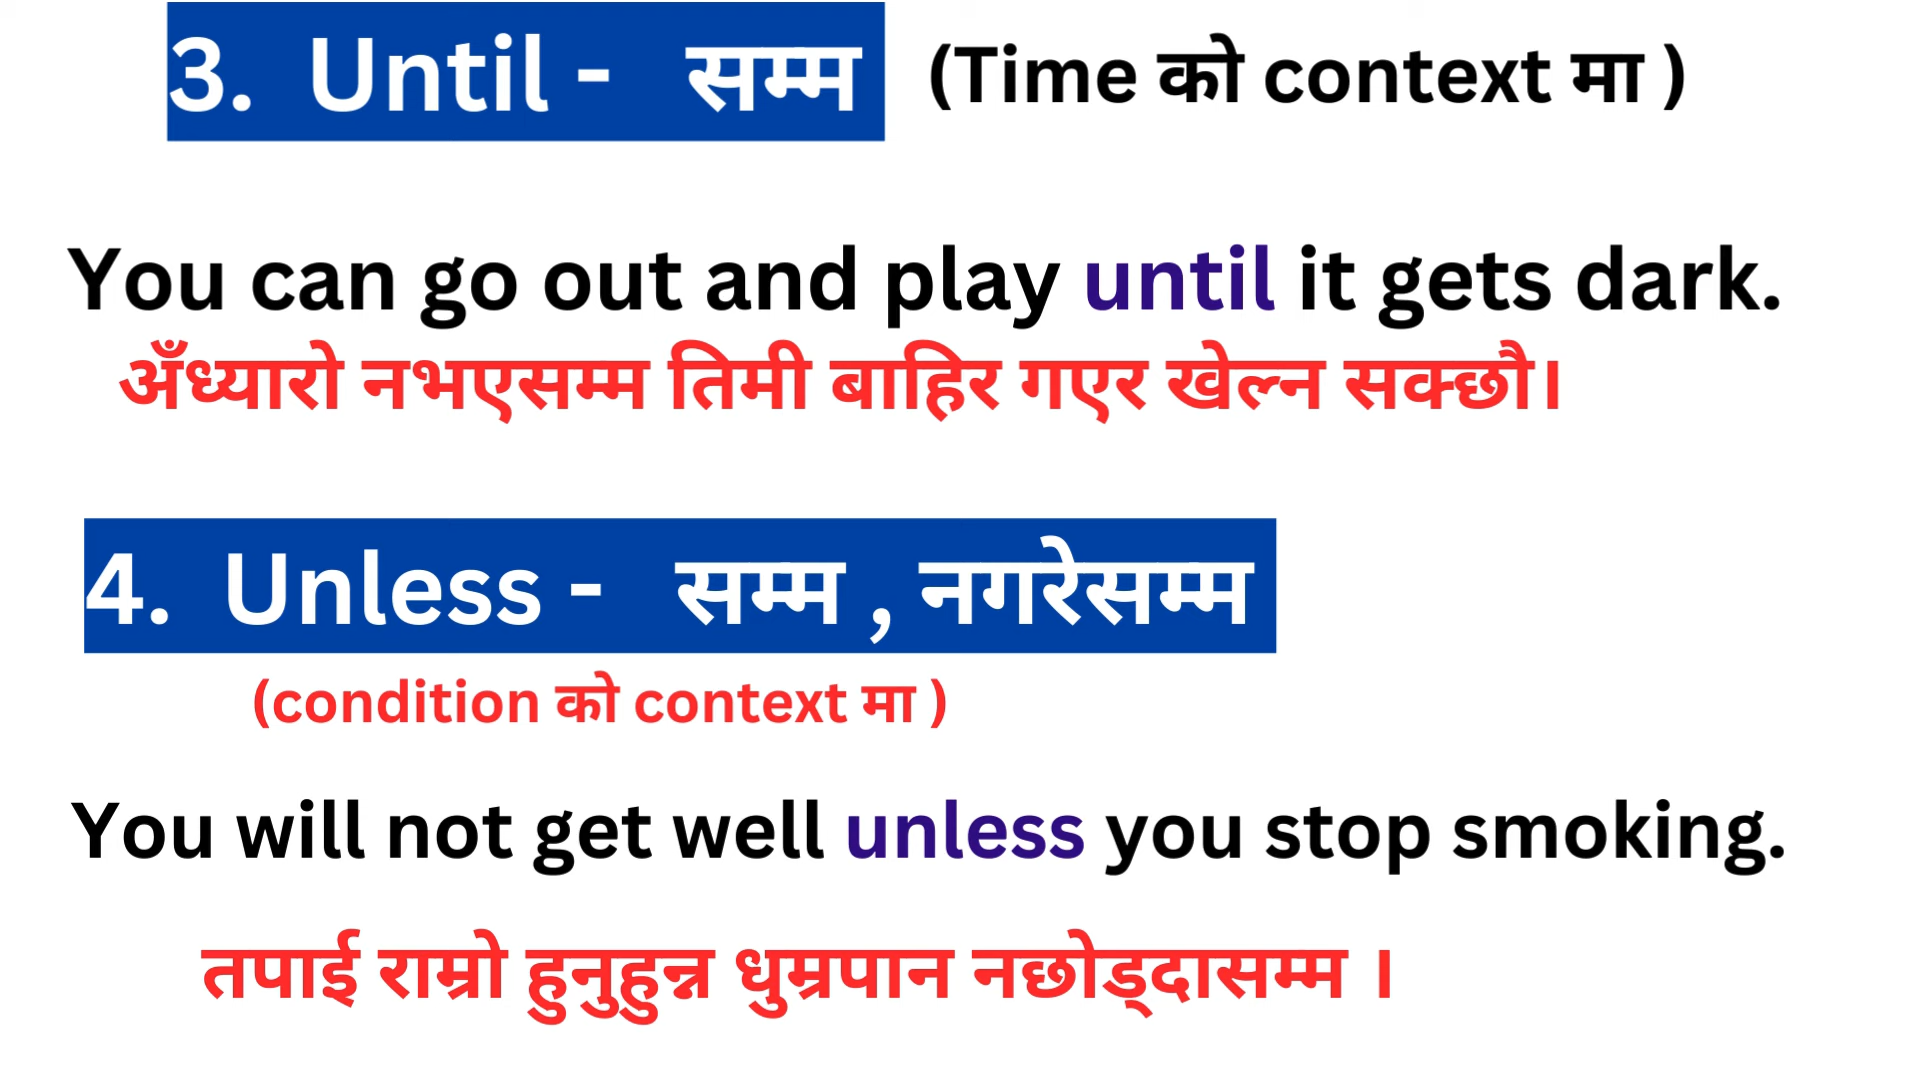 3. Until - सम्म (Time को context मा )
You can go out and play until it gets dark.
अँध्यारो नभएसम्म तिमी बाहिर गएर खेल्न सक्छौ।
4. Unless - सम्म , नगरेसम्म
(condition को context मा )
You will not get well unless you stop smoking.
तपाई राम्रो हुनुहुन्न धुम्रपान नछोड्दासम्म ।